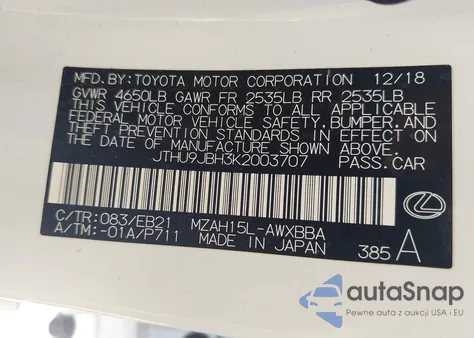 MFD. BY: TOYOTA MOTOR CORPORATION 12/18
GVWR 4650LB GAWR FR 2535LB RR 2535LB
THIS VEHICLE CONFORMS TO ALL APPLICABLE
FEDERAL MOTOR VEHICLE SAFETY, BUMPER, AND
THEFT PREVENTION STANDARDS IN EFFECT ON
THE DATE OF MANUFACTURE SHOWN ABOVE.
JTHU9JBH3K2003707 PASS.CAR
C/TR: 083/EB21 MZAH15L-AWXBBA
A/TM: -01A/P711 MADE IN JAPAN 385 A
autoSnap
Pewne auta z USA i EU